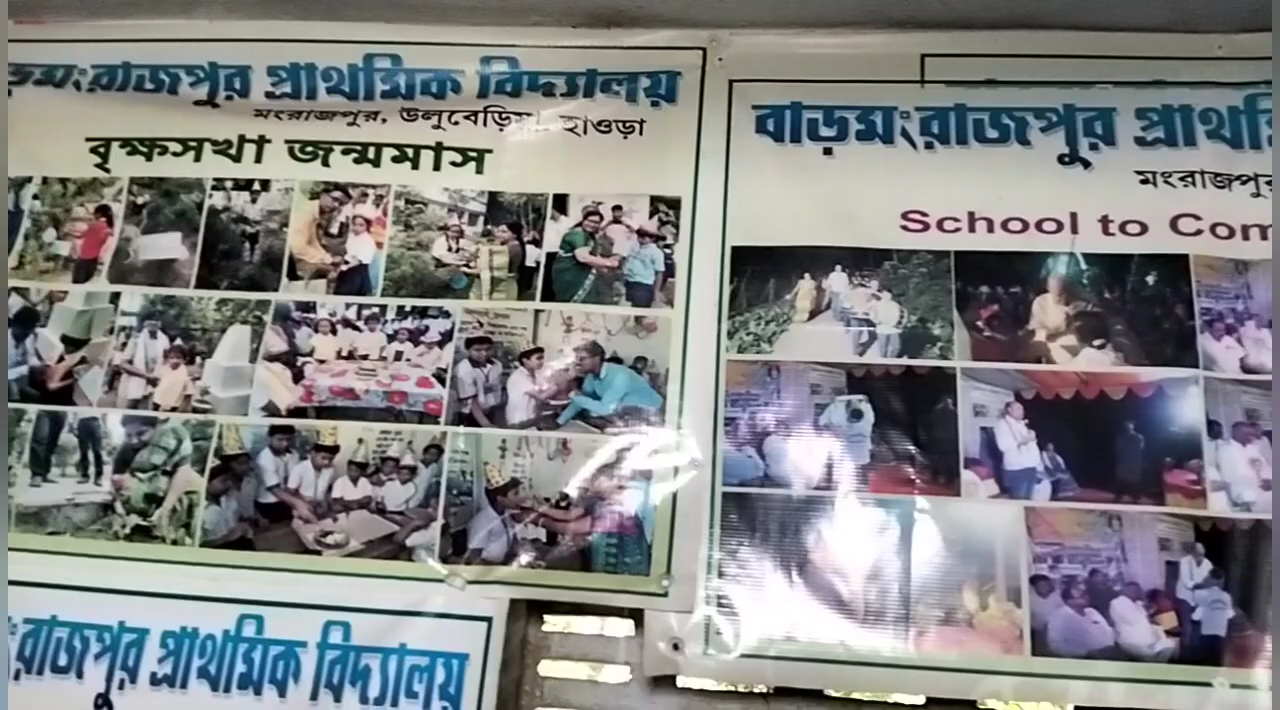 ড়মংরাজপুর প্রাথমিক বিদ্যালয়
মংরাজপুর, উলুবেড়িয়া, হাওড়া
বৃক্ষসখা জন্মমাস
বাড়মংরাজপুর প্রাথমি
মংরাজপুর
School to Com
ংরাজপুর প্রাথমিক বিদ্যালয়